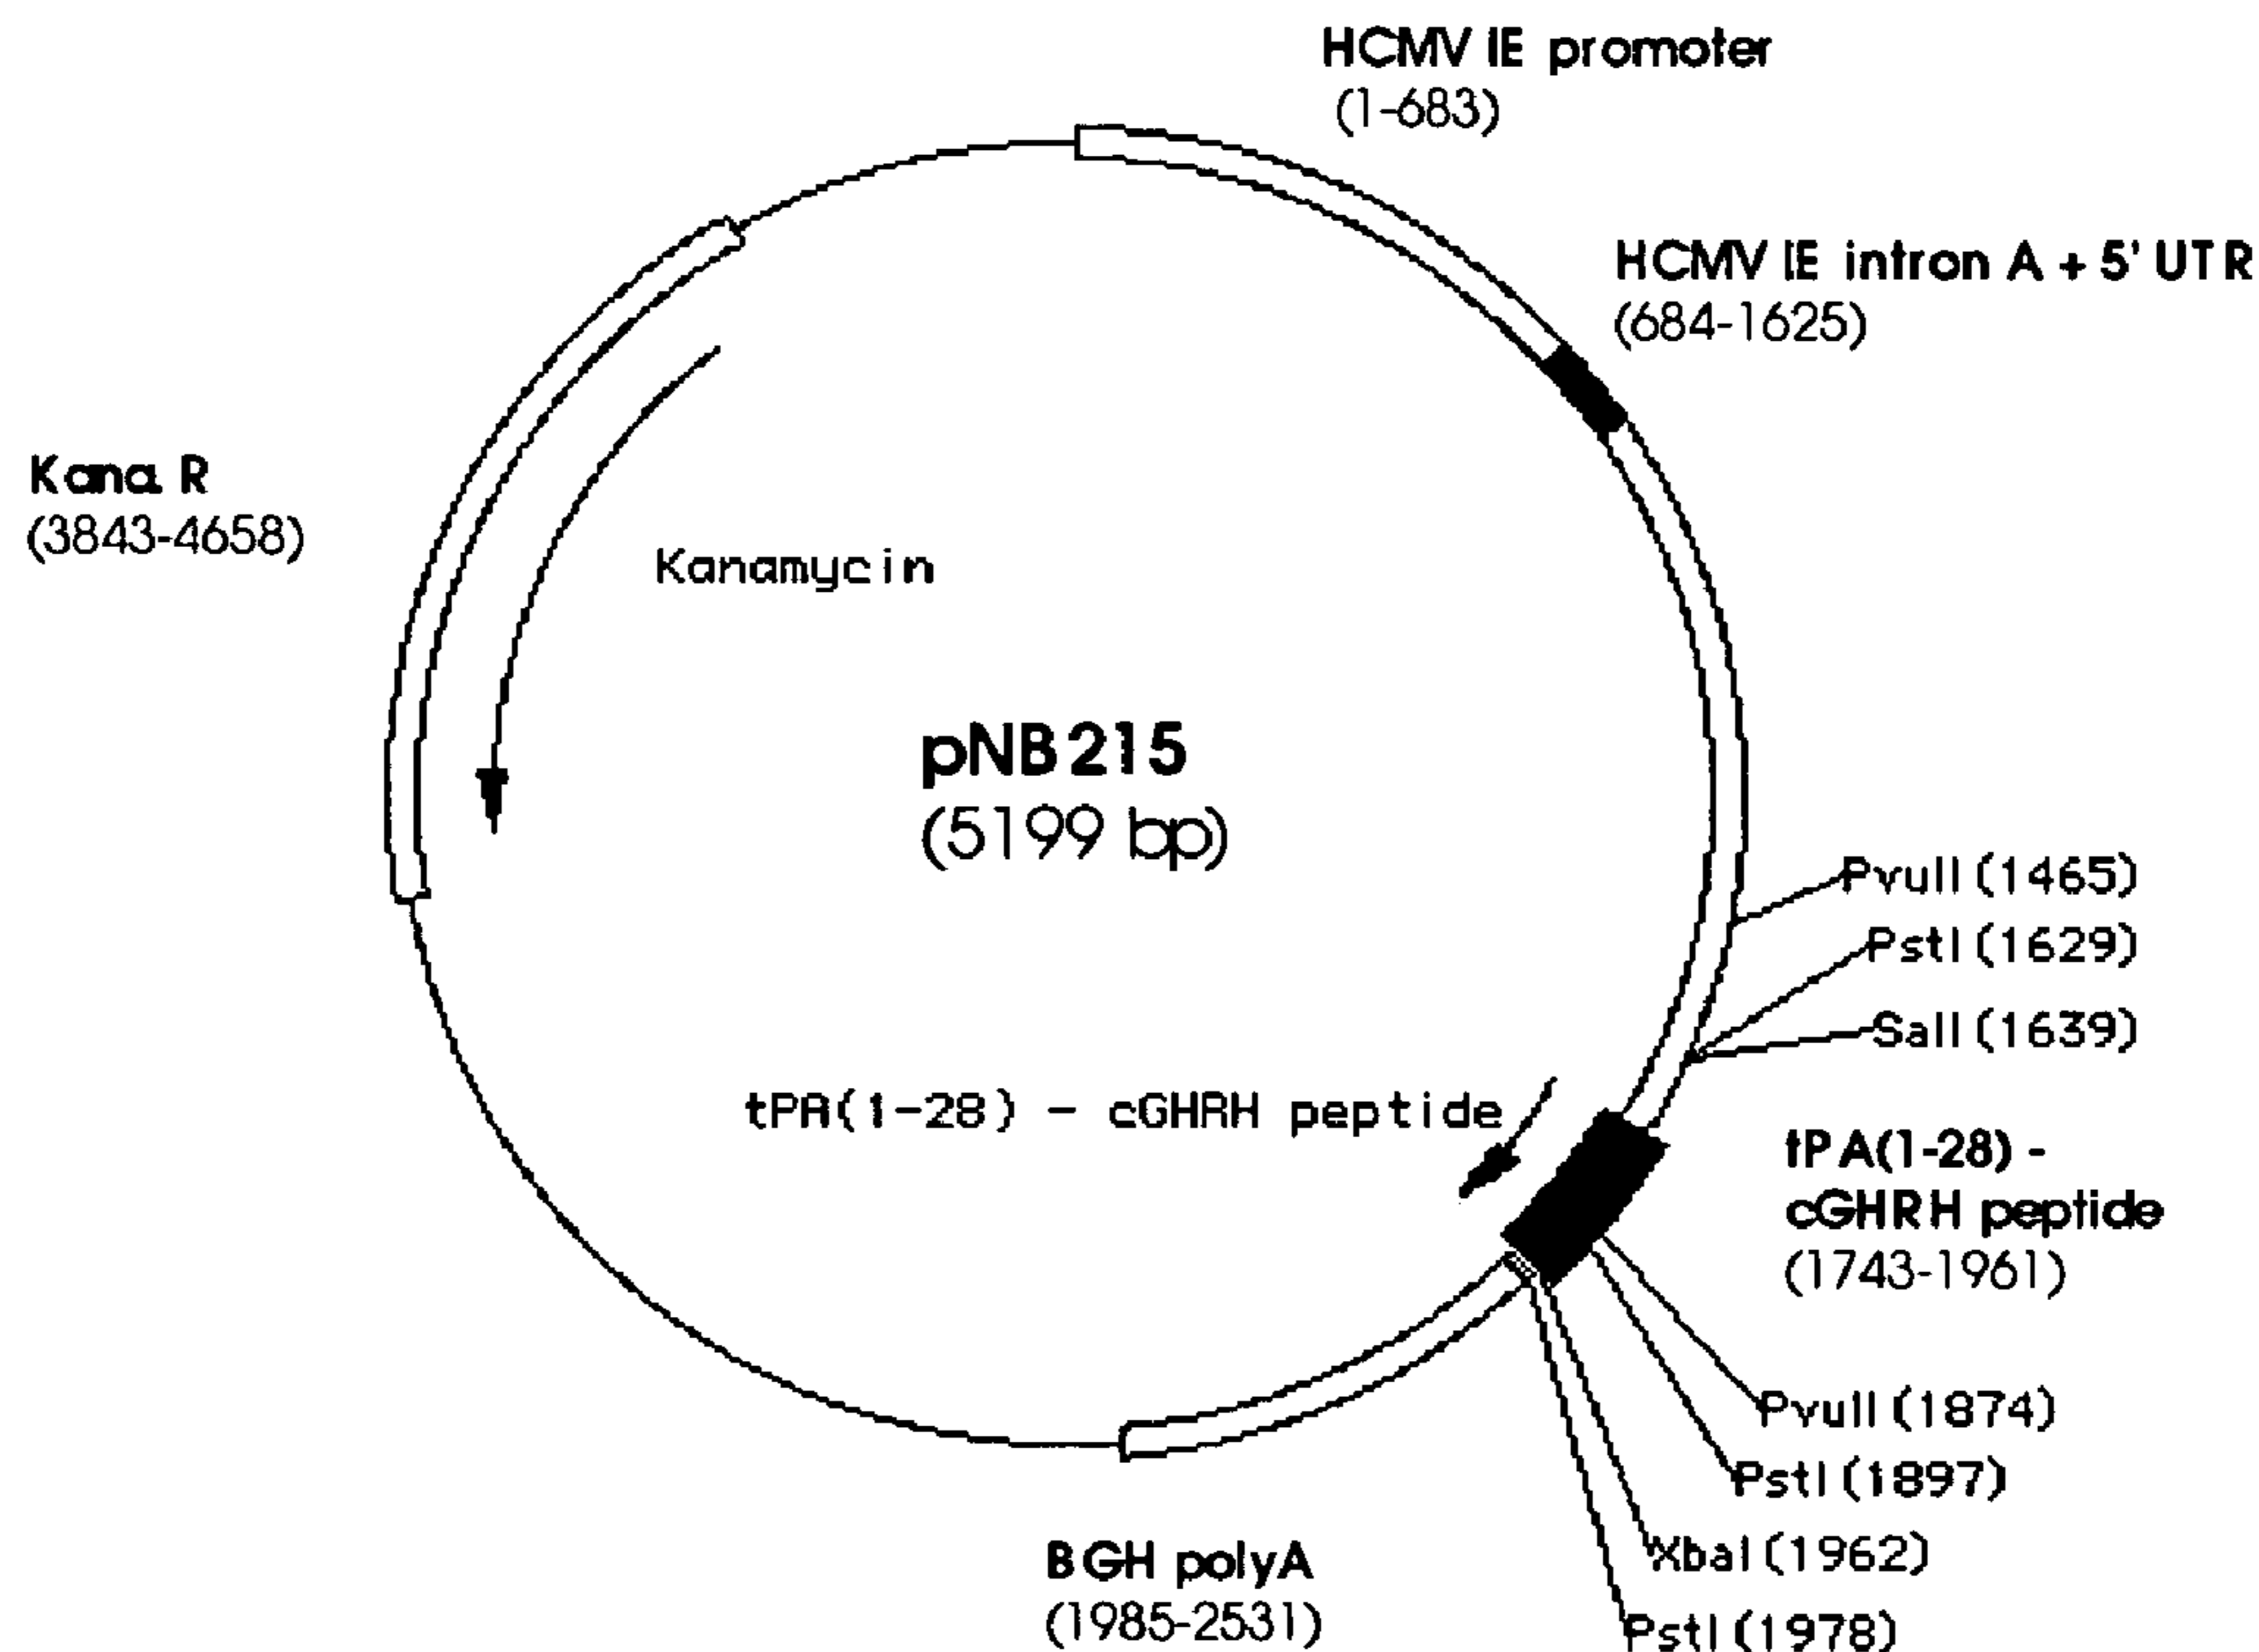 HCMV IE promoter
(1-683)
HCMV IE intron A + 5' UTR
(684-1625)
Kana R
(3843-4658)
Kanamycin
pNB215
(5199 bp)
PvuII (1465)
PstI (1629)
SalI (1639)
tPA(1-28) - cGHRH peptide
tPA(1-28) -
cGHRH peptide
(1743-1961)
PvuII (1874)
PstI (1897)
XbaI (1962)
BGH polyA
(1985-2531)
PstI (1978)